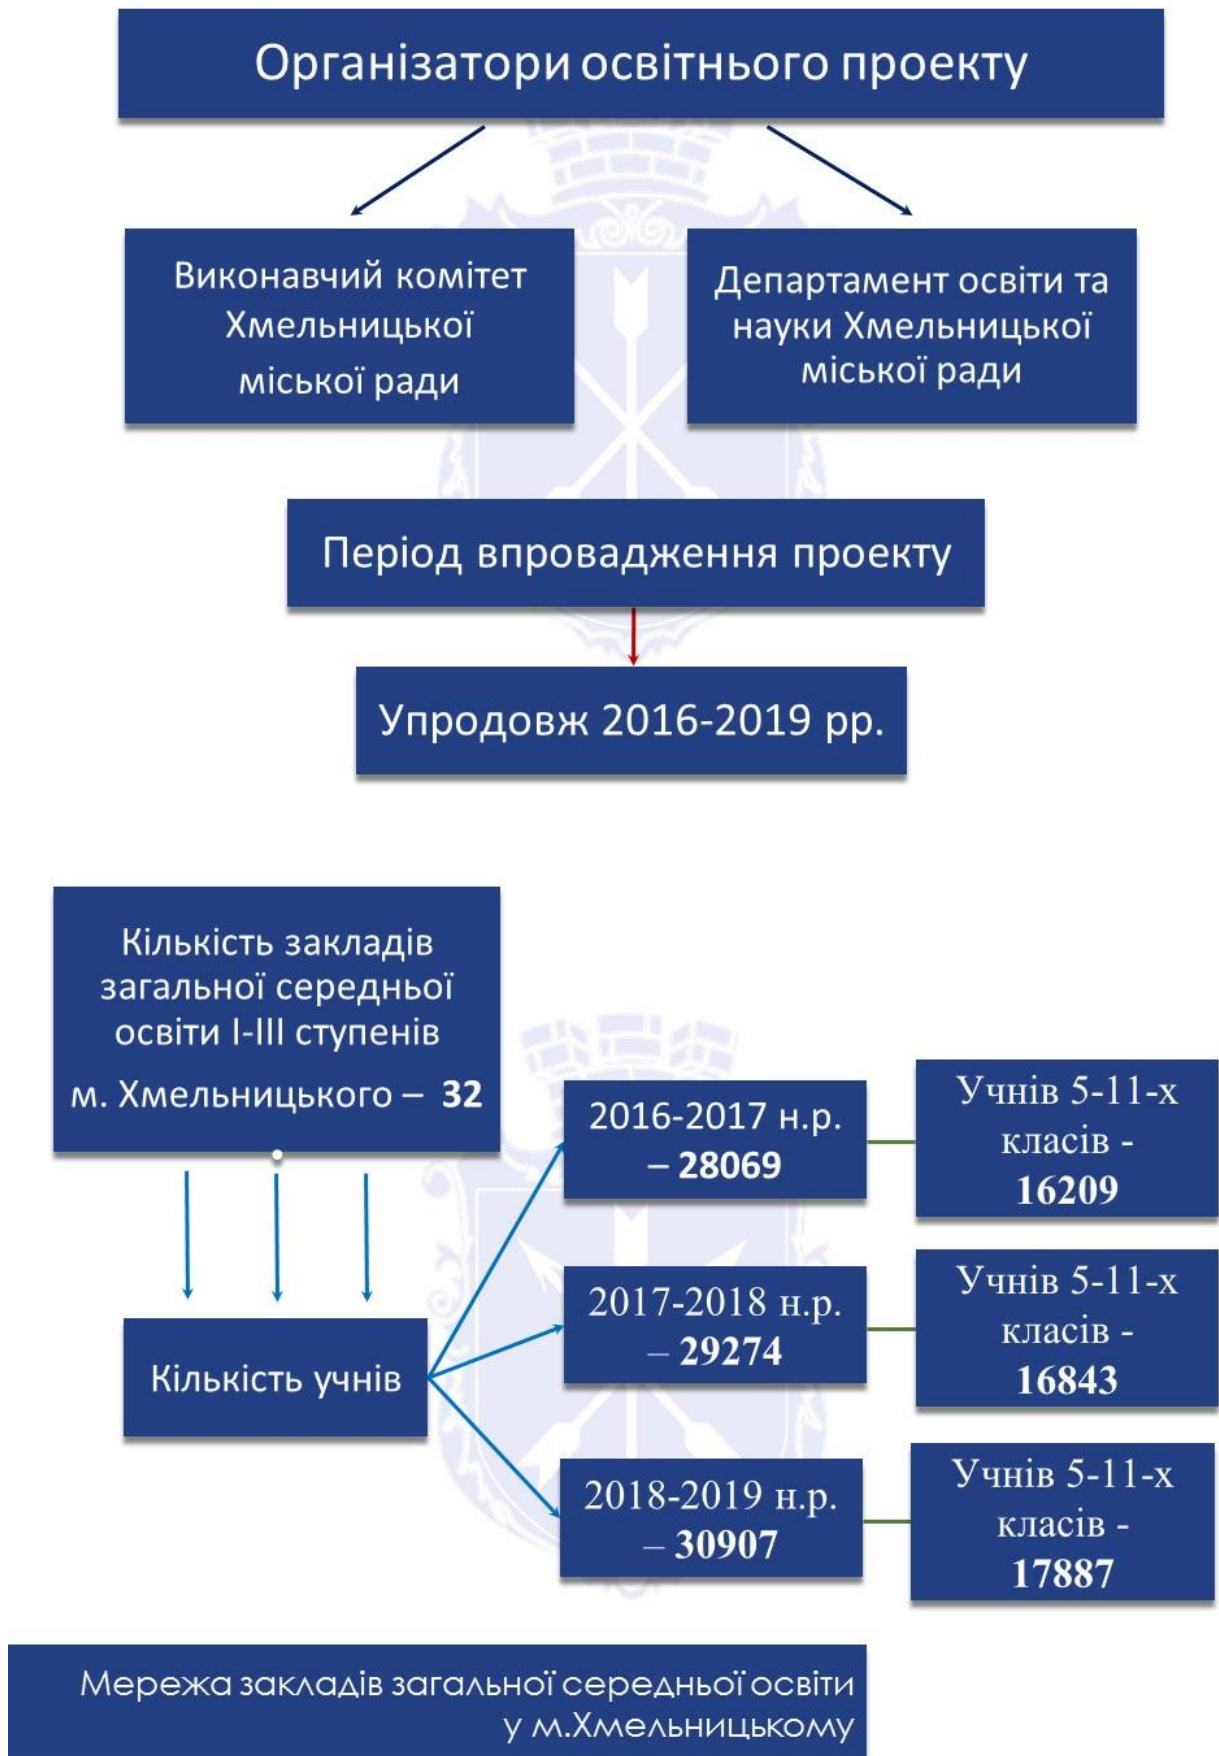 Організатори освітнього проекту
Виконавчий комітет
Хмельницької
міської ради
Департамент освіти та
науки Хмельницької
міської ради
Період впровадження проекту
Упродовж 2016-2019 рр.
Кількість закладів
загальної середньої
освіти І-ІІІ ступенів
м. Хмельницького – 32
Кількість учнів
2016-2017 н.р.
– 28069
Учнів 5-11-х
класів -
16209
2017-2018 н.р.
– 29274
Учнів 5-11-х
класів -
16843
2018-2019 н.р.
– 30907
Учнів 5-11-х
класів -
17887
Мережа закладів загальної середньої освіти
у м.Хмельницькому